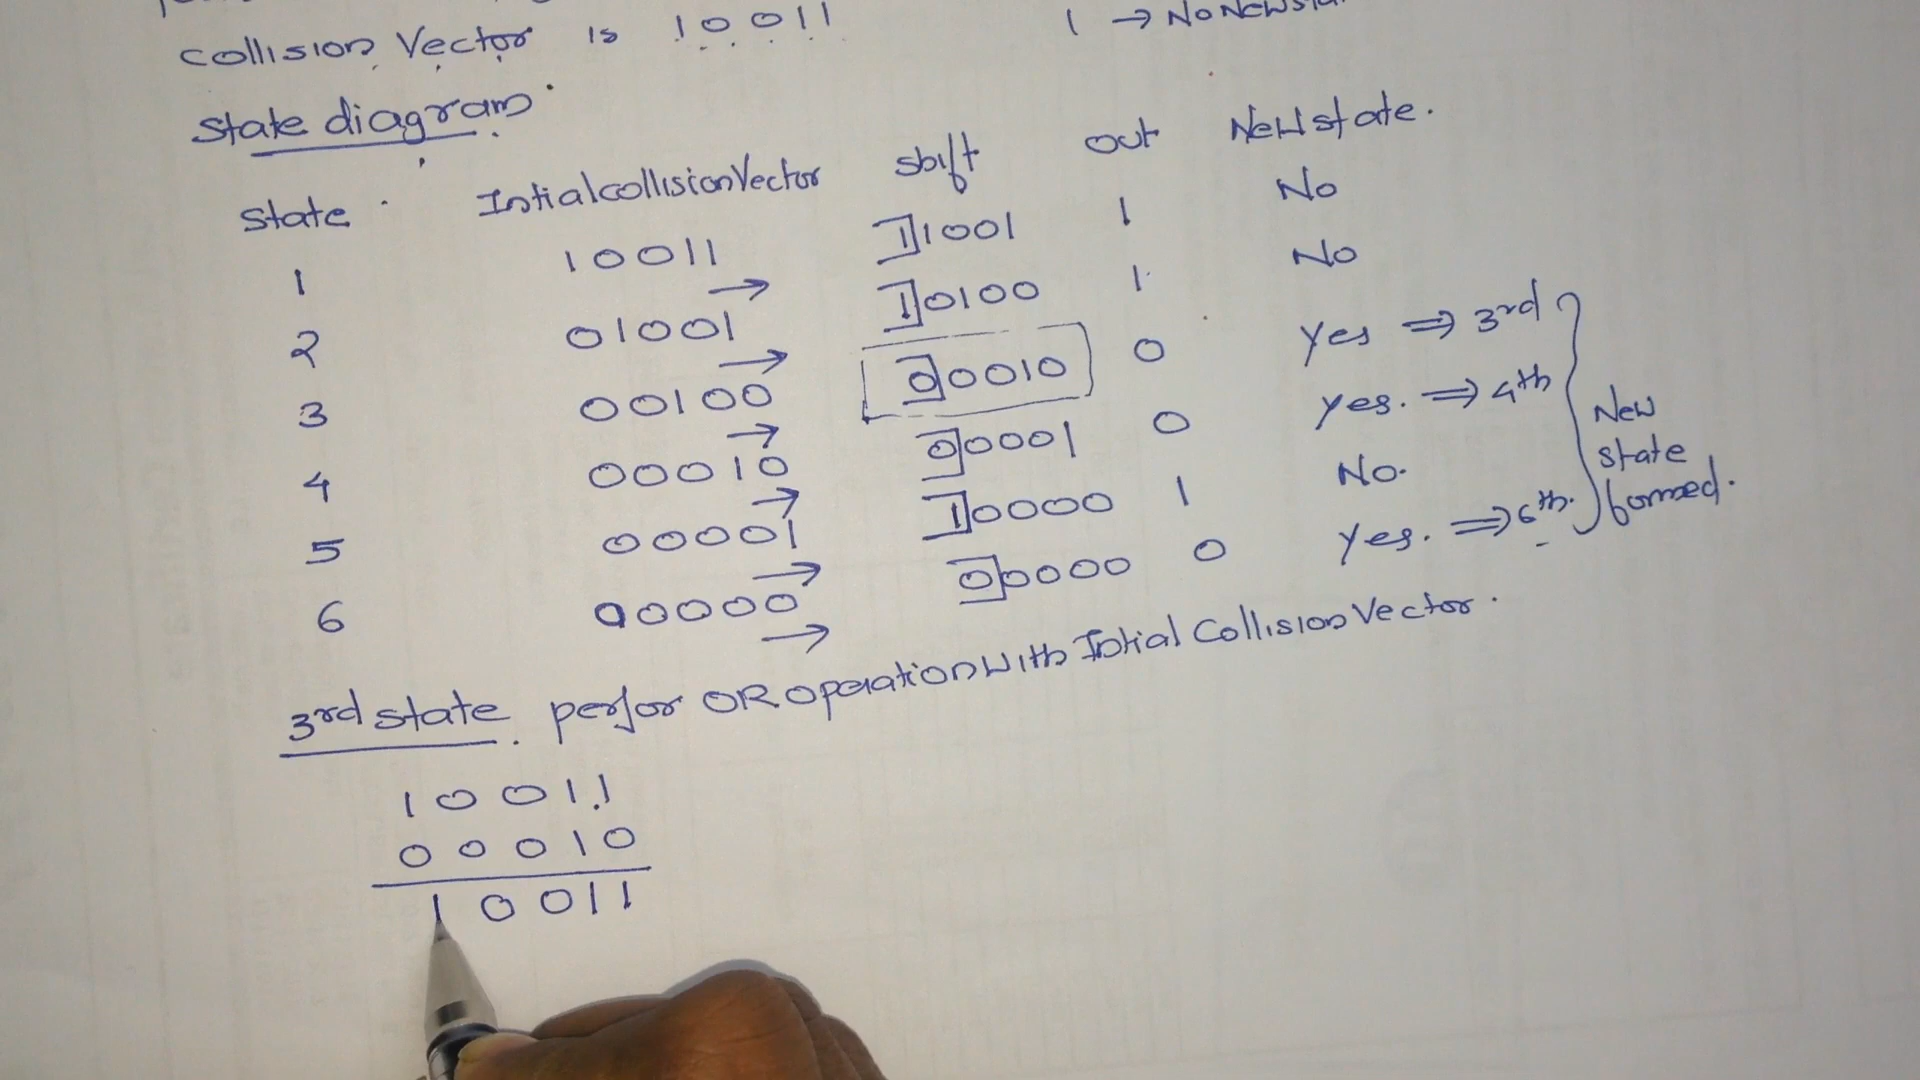 Collision Vector is 10011
1 → No New
State diagram
State Intialcollision Vector shift out New state.
1 10011 → 11001 1 No
2 01001 → 10100 1 No
3 00100 → 00010 0 Yes ⇒ 3rd
4 00010 → 00001 0 yes. ⇒ 4th
5 00001 → 10000 1 No.
6 00000 → 00000 0 yes. ⇒ 6th.
New
state
formed.
3rd state. perfor OR operation with Intial Collision Vector.
10011
00010
10011